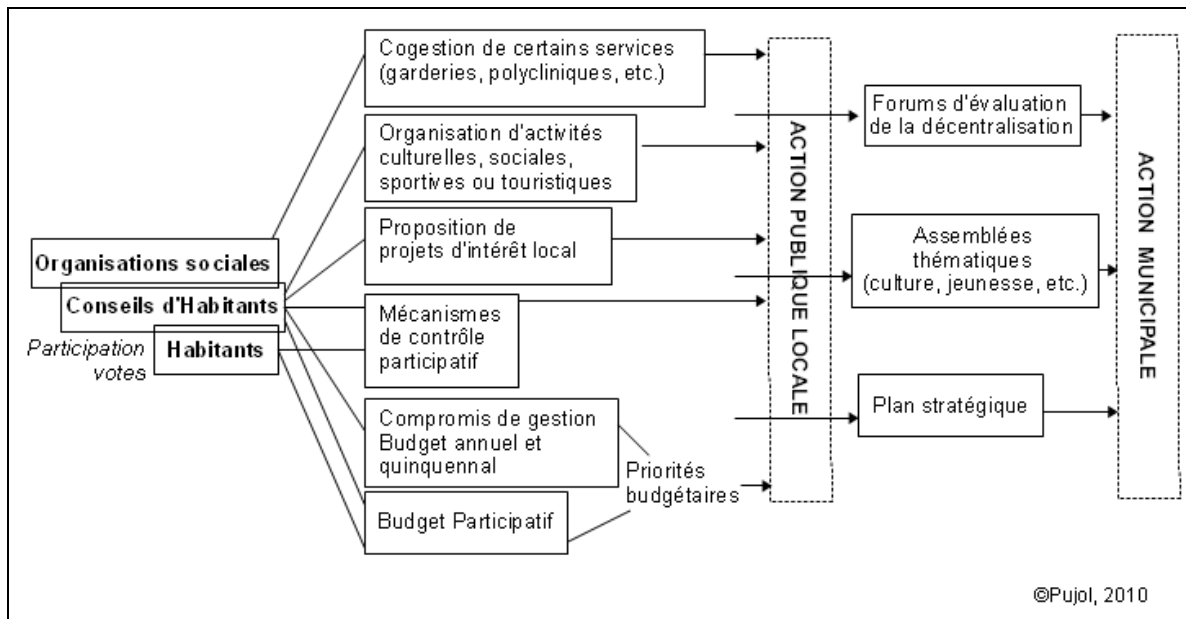 Cogestion de certains services
(garderies, polycliniques, etc.)
Organisation d'activités
culturelles, sociales,
sportives ou touristiques
Proposition de
projets d'intérêt local
Organisations sociales
Conseils d'Habitants
Habitants
Participation
votes
Mécanismes
de contrôle
participatif
Compromis de gestion
Budget annuel et
quinquennal
Budget Participatif
Priorités
budgétaires
ACTION PUBLIQUE LOCALE
Forums d'évaluation
de la décentralisation
Assemblées
thématiques
(culture, jeunesse, etc.)
Plan stratégique
ACTION MUNICIPALE
©Pujol, 2010